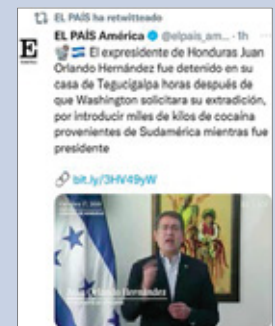 EL PAÍS ha retwitteado
EL PAÍS América @elpais_am... · 1h
El expresidente de Honduras Juan
Orlando Hernández fue detenido en su
casa de Tegucigalpa horas después de
que Washington solicitara su extradición,
por introducir miles de kilos de cocaína
provenientes de Sudamérica mientras fue
presidente
bit.ly/3HV49yW
Juan Orlando Hernández